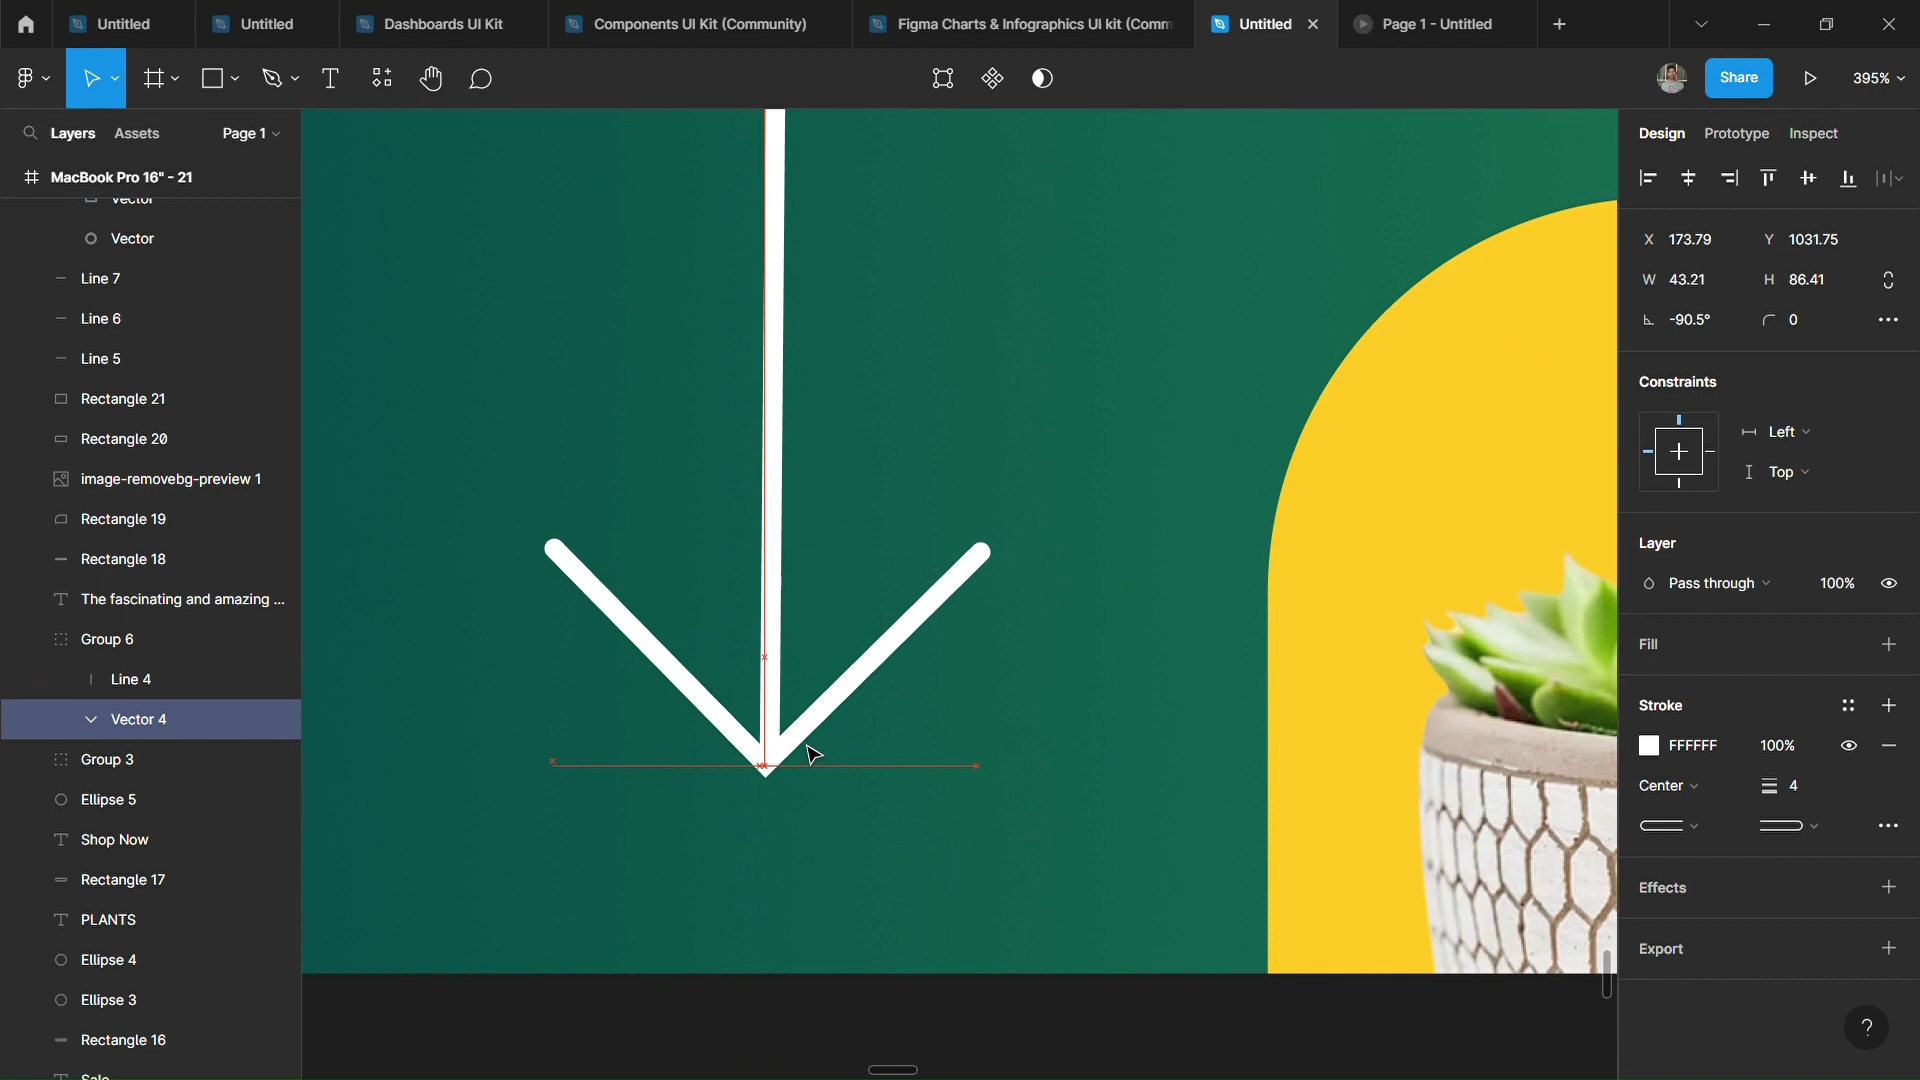 Untitled
Untitled
Dashboards UI Kit
Components UI Kit (Community)
Figma Charts & Infographics UI kit (Comm
Untitled
Page 1 - Untitled
Share
395%
Layers
Assets
Page 1
MacBook Pro 16" - 21
Vector
Vector
Line 7
Line 6
Line 5
Rectangle 21
Rectangle 20
image-removebg-preview 1
Rectangle 19
Rectangle 18
The fascinating and amazing ...
Group 6
Line 4
Vector 4
Group 3
Ellipse 5
Shop Now
Rectangle 17
PLANTS
Ellipse 4
Ellipse 3
Rectangle 16
Sale
Design
Prototype
Inspect
X 173.79
Y 1031.75
W 43.21
H 86.41
-90.5°
0
Constraints
Left
Top
Layer
Pass through
100%
Fill
Stroke
FFFFFF
100%
Center
4
Effects
Export
?